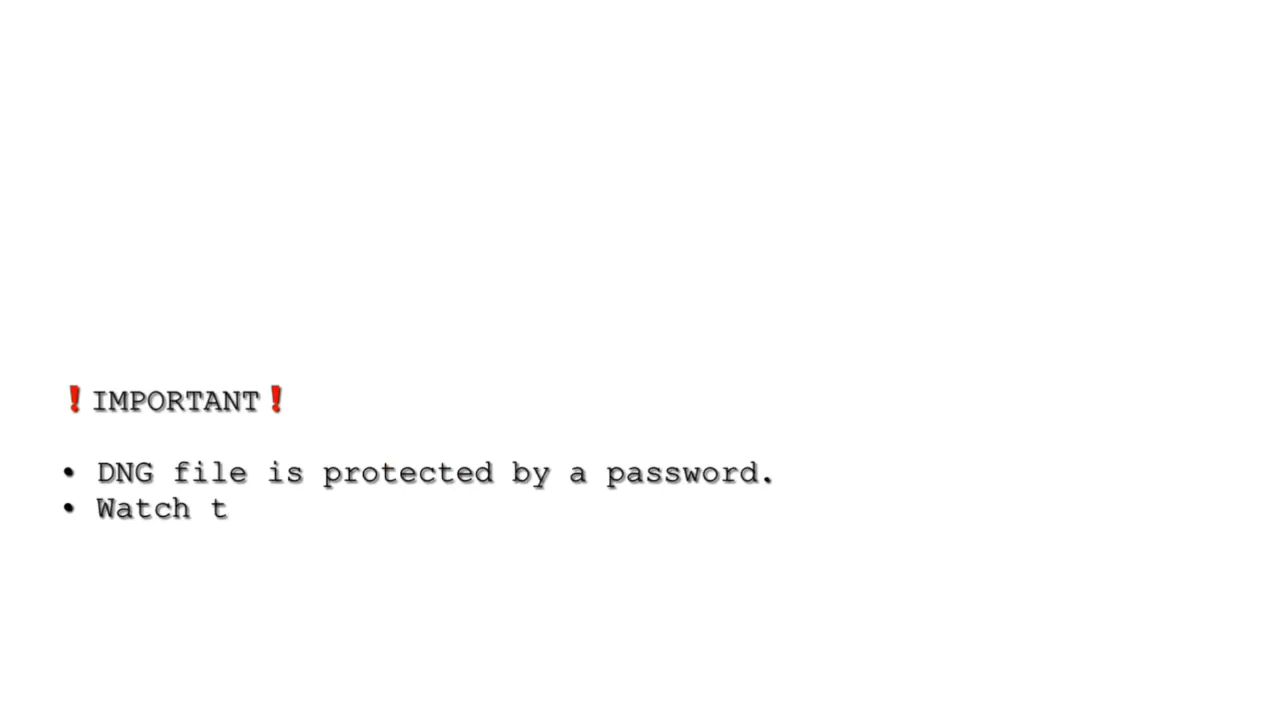 ❗IMPORTANT❗
• DNG file is protected by a password.
• Watch t